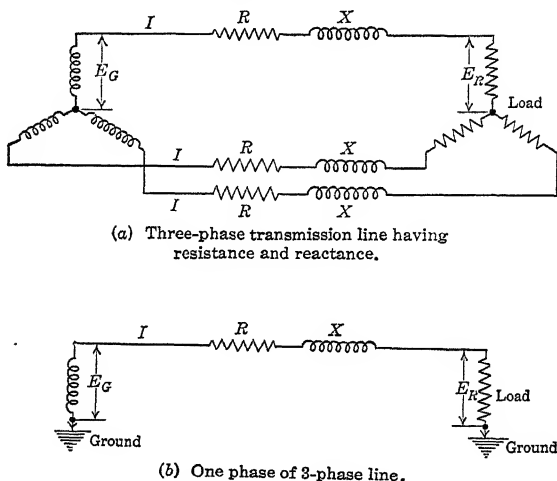 I R X
E_G E_R
Load
I R X
I R X
(a) Three-phase transmission line having
resistance and reactance.
I R X
E_G E_R Load
Ground Ground
(b) One phase of 3-phase line.